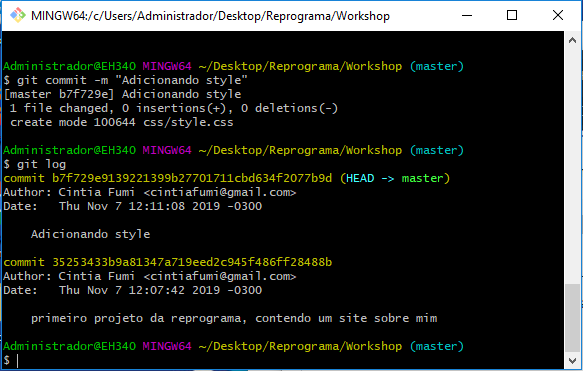 MINGW64:/c/Users/Administrador/Desktop/Reprograma/Workshop
Administrador@EH340 MINGW64 ~/Desktop/Reprograma/Workshop (master)
$ git commit -m "Adicionando style"
[master b7f729e] Adicionando style
 1 file changed, 0 insertions(+), 0 deletions(-)
 create mode 100644 css/style.css
Administrador@EH340 MINGW64 ~/Desktop/Reprograma/Workshop (master)
$ git log
commit b7f729e9139221399b27701711cbd634f2077b9d (HEAD -> master)
Author: Cintia Fumi <cintiafumi@gmail.com>
Date:   Thu Nov 7 12:11:08 2019 -0300
    Adicionando style
commit 35253433b9a81347a719eed2c945f486ff28488b
Author: Cintia Fumi <cintiafumi@gmail.com>
Date:   Thu Nov 7 12:07:42 2019 -0300
    primeiro projeto da reprograma, contendo um site sobre mim
Administrador@EH340 MINGW64 ~/Desktop/Reprograma/Workshop (master)
$